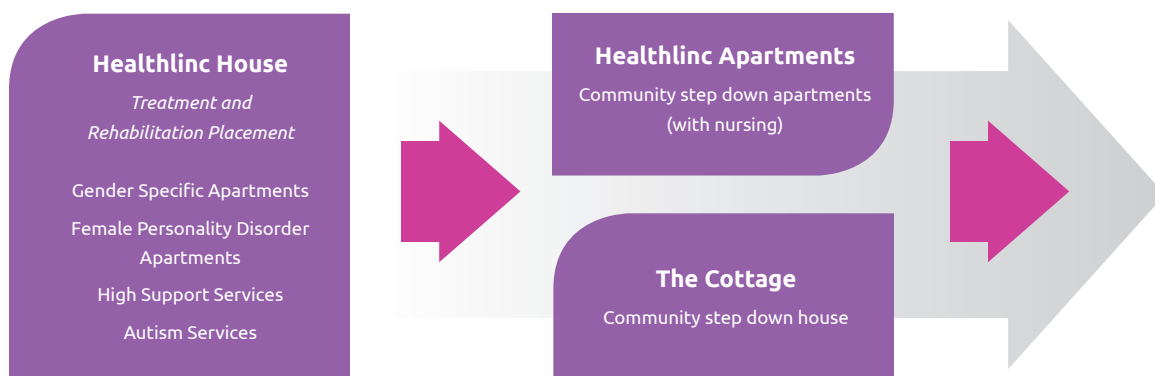 Healthlinc House
Treatment and
Rehabilitation Placement
Gender Specific Apartments
Female Personality Disorder
Apartments
High Support Services
Autism Services
Healthlinc Apartments
Community step down apartments
(with nursing)
The Cottage
Community step down house